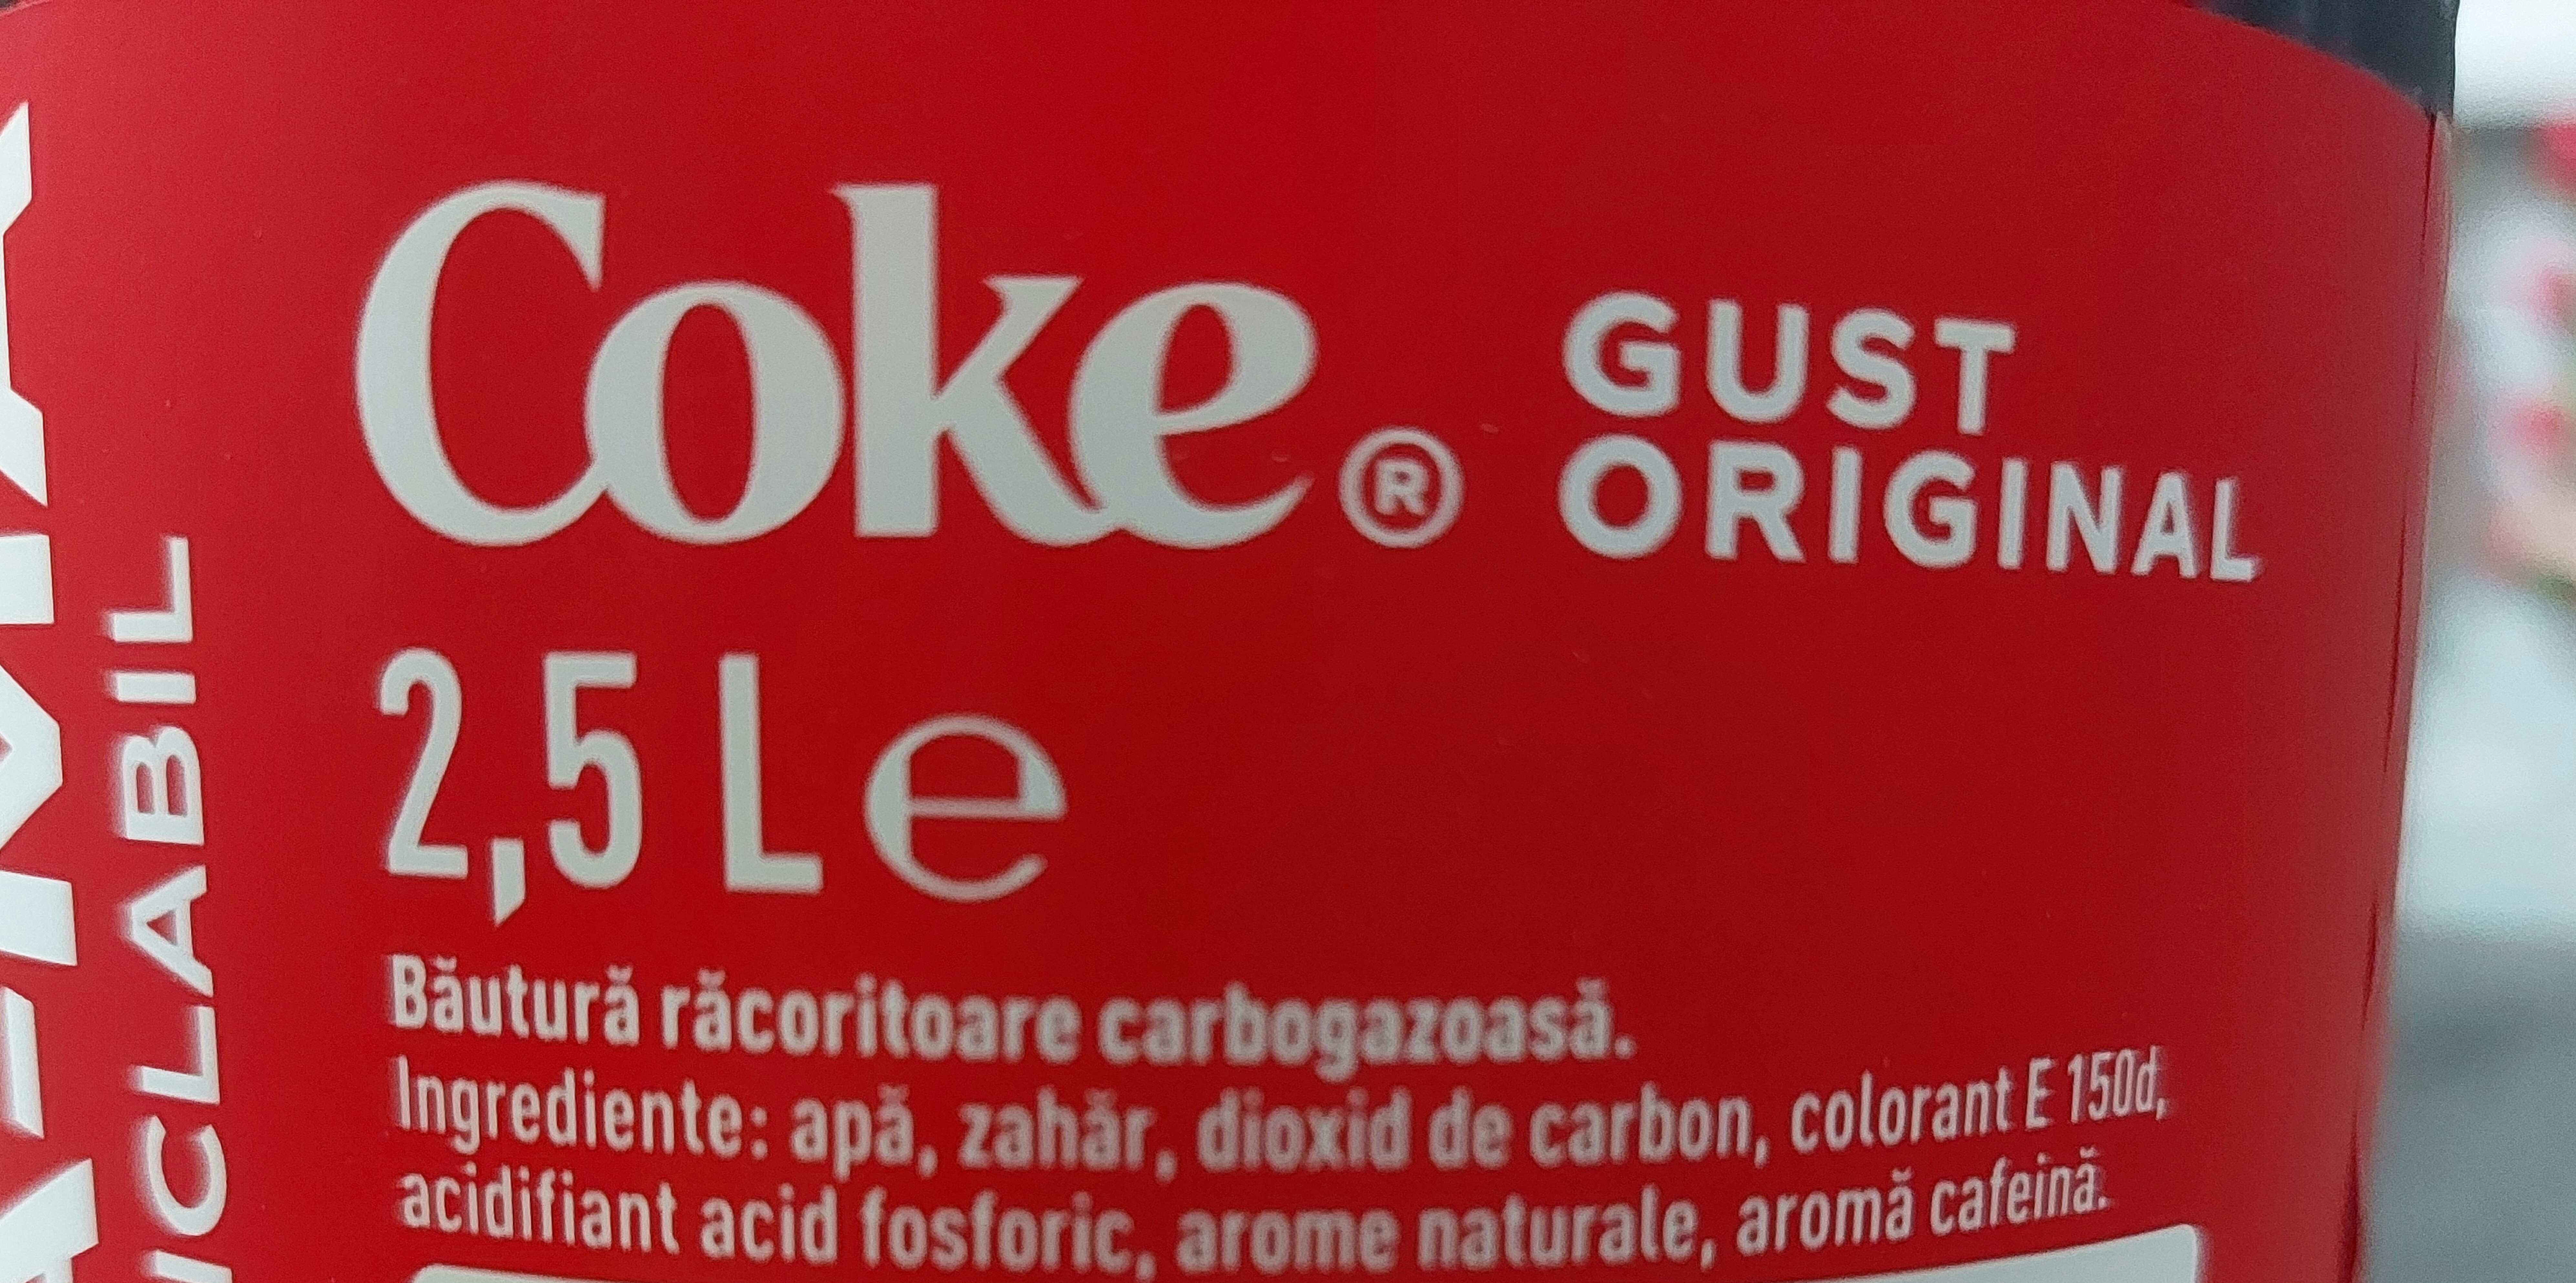 Coke®
GUST
ORIGINAL
2,5 L ℮
Băutură răcoritoare carbogazoasă.
Ingrediente: apă, zahăr, dioxid de carbon, colorant E 150d,
acidifiant acid fosforic, arome naturale, aromă cafeină.